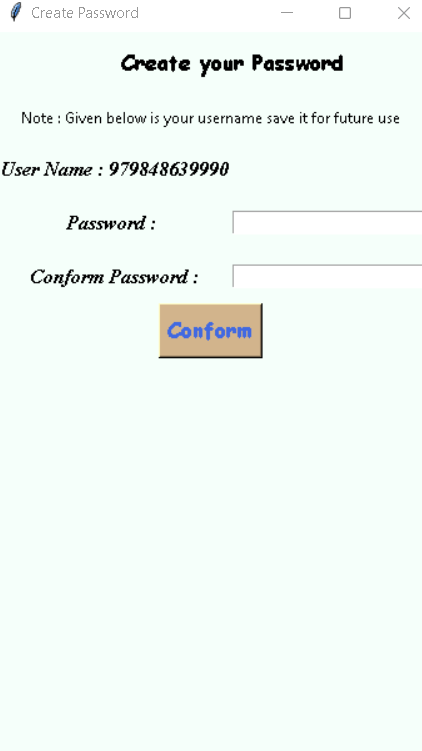 Create Password
Create your Password
Note : Given below is your username save it for future use
User Name : 979848639990
Password :
Conform Password :
Conform